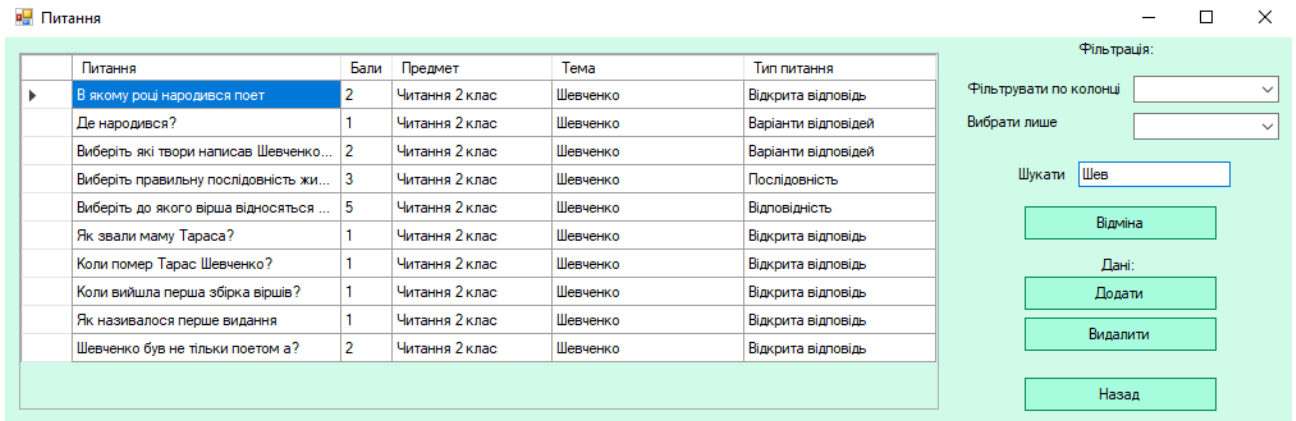 Питання
Фільтрація:
Питання Бали Предмет Тема Тип питання
В якому році народився поет 2 Читання 2 клас Шевченко Відкрита відповідь
Фільтрувати по колонці
Де народився? 1 Читання 2 клас Шевченко Варіанти відповідей
Вибрати лише
Виберіть які твори написав Шевченко... 2 Читання 2 клас Шевченко Варіанти відповідей
Виберіть правильну послідовність жи... 3 Читання 2 клас Шевченко Послідовність
Шукати Шев
Виберіть до якого вірша відносяться ... 5 Читання 2 клас Шевченко Відповідність
Як звали маму Тараса? 1 Читання 2 клас Шевченко Відкрита відповідь
Відміна
Коли помер Тарас Шевченко? 1 Читання 2 клас Шевченко Відкрита відповідь
Дані:
Коли вийшла перша збірка віршів? 1 Читання 2 клас Шевченко Відкрита відповідь
Додати
Як називалося перше видання 1 Читання 2 клас Шевченко Відкрита відповідь
Видалити
Шевченко був не тільки поетом а? 2 Читання 2 клас Шевченко Відкрита відповідь
Назад